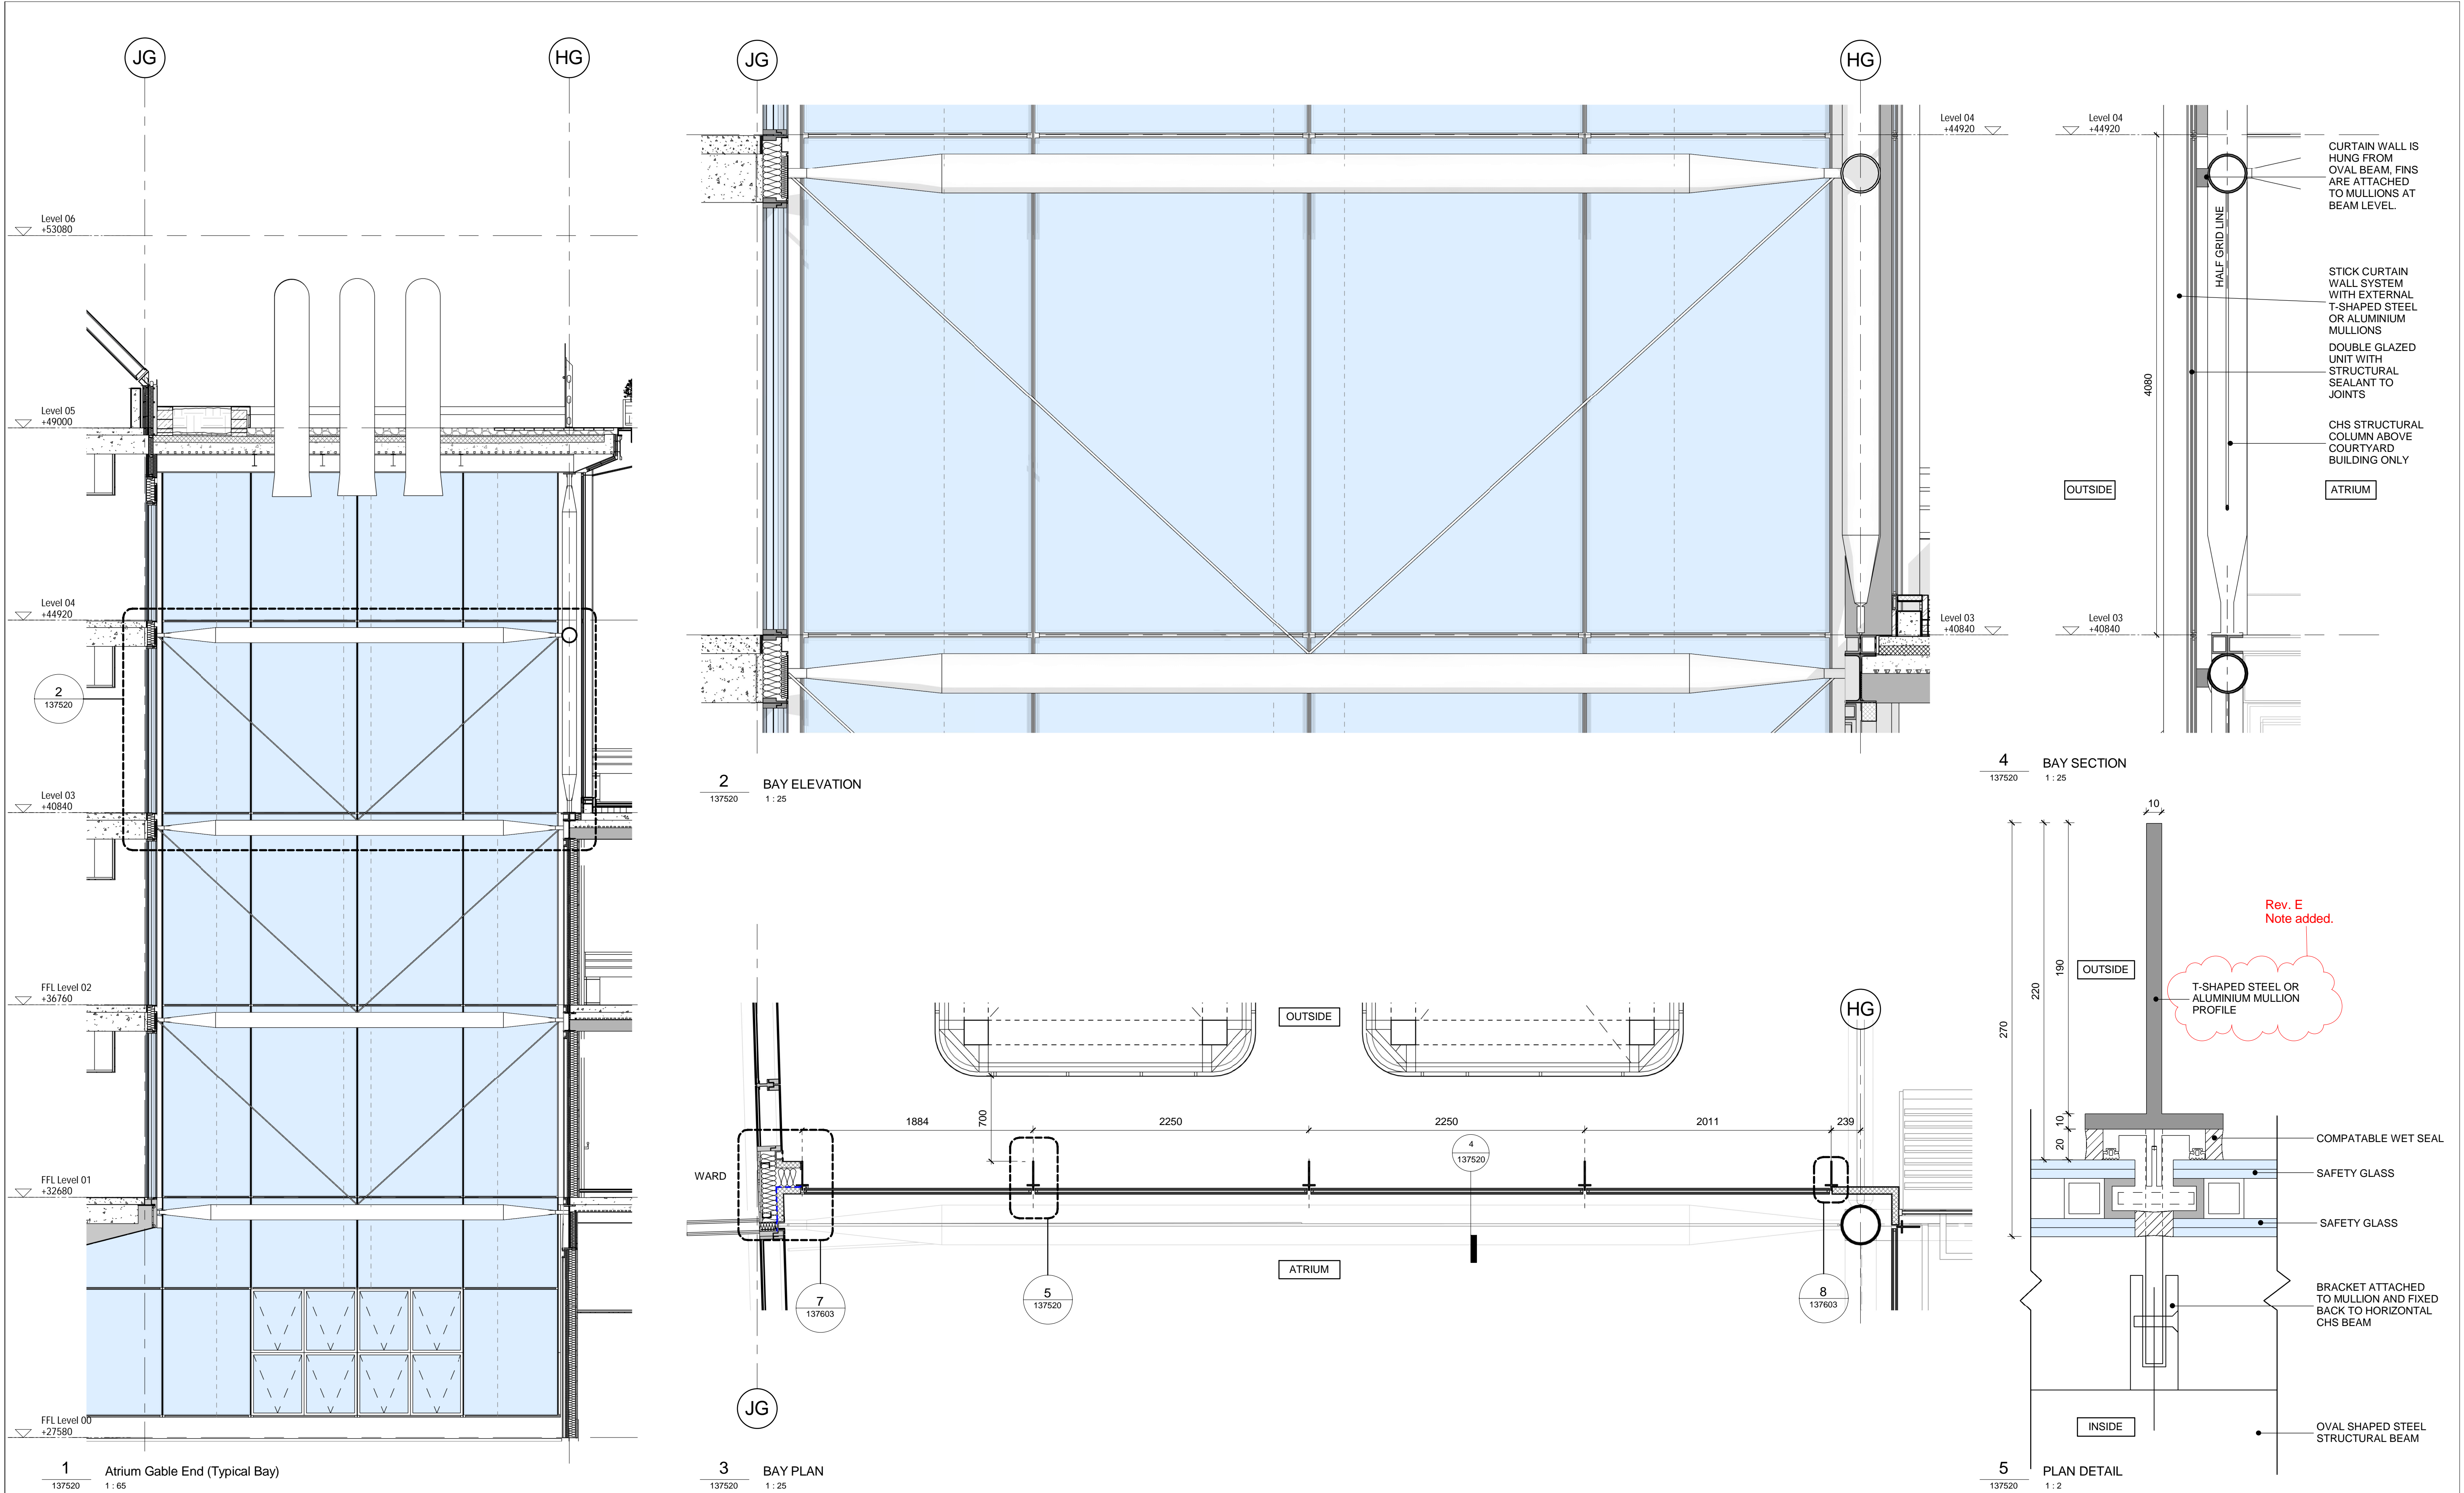 JG
HG
Level 06
+53080
Level 05
+49000
Level 04
+44920
2
137520
Level 03
+40840
FFL Level 02
+36760
FFL Level 01
+32680
FFL Level 00
+27580
1
137520
Atrium Gable End (Typical Bay)
1 : 65
JG
HG
Level 04
+44920
Level 03
+40840
2
137520
BAY ELEVATION
1 : 25
Level 04
+44920
HALF GRID LINE
4080
OUTSIDE
ATRIUM
Level 03
+40840
CURTAIN WALL IS
HUNG FROM
OVAL BEAM, FINS
ARE ATTACHED
TO MULLIONS AT
BEAM LEVEL.
STICK CURTAIN
WALL SYSTEM
WITH EXTERNAL
T-SHAPED STEEL
OR ALUMINIUM
MULLIONS
DOUBLE GLAZED
UNIT WITH
STRUCTURAL
SEALANT TO
JOINTS
CHS STRUCTURAL
COLUMN ABOVE
COURTYARD
BUILDING ONLY
4
137520
BAY SECTION
1 : 25
OUTSIDE
HG
700
1884
2250
2250
2011
239
4
137520
WARD
ATRIUM
7
137603
5
137520
8
137603
JG
3
137520
BAY PLAN
1 : 25
10
Rev. E
Note added.
OUTSIDE
T-SHAPED STEEL OR
ALUMINIUM MULLION
PROFILE
270
220
190
10
20
COMPATABLE WET SEAL
SAFETY GLASS
SAFETY GLASS
BRACKET ATTACHED
TO MULLION AND FIXED
BACK TO HORIZONTAL
CHS BEAM
INSIDE
OVAL SHAPED STEEL
STRUCTURAL BEAM
5
137520
PLAN DETAIL
1 : 2